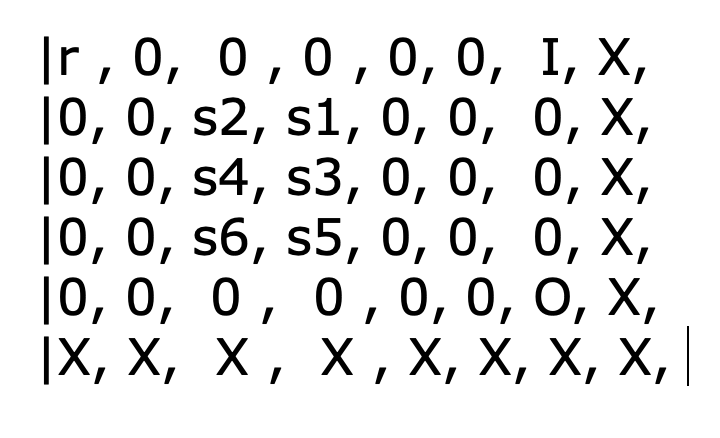 |r , 0,  0 , 0 , 0, 0,  I, X,
|0, 0, s2, s1, 0, 0,  0, X,
|0, 0, s4, s3, 0, 0,  0, X,
|0, 0, s6, s5, 0, 0,  0, X,
|0, 0,  0 ,  0 , 0, 0, O, X,
|X, X,  X ,  X , X, X, X, X,